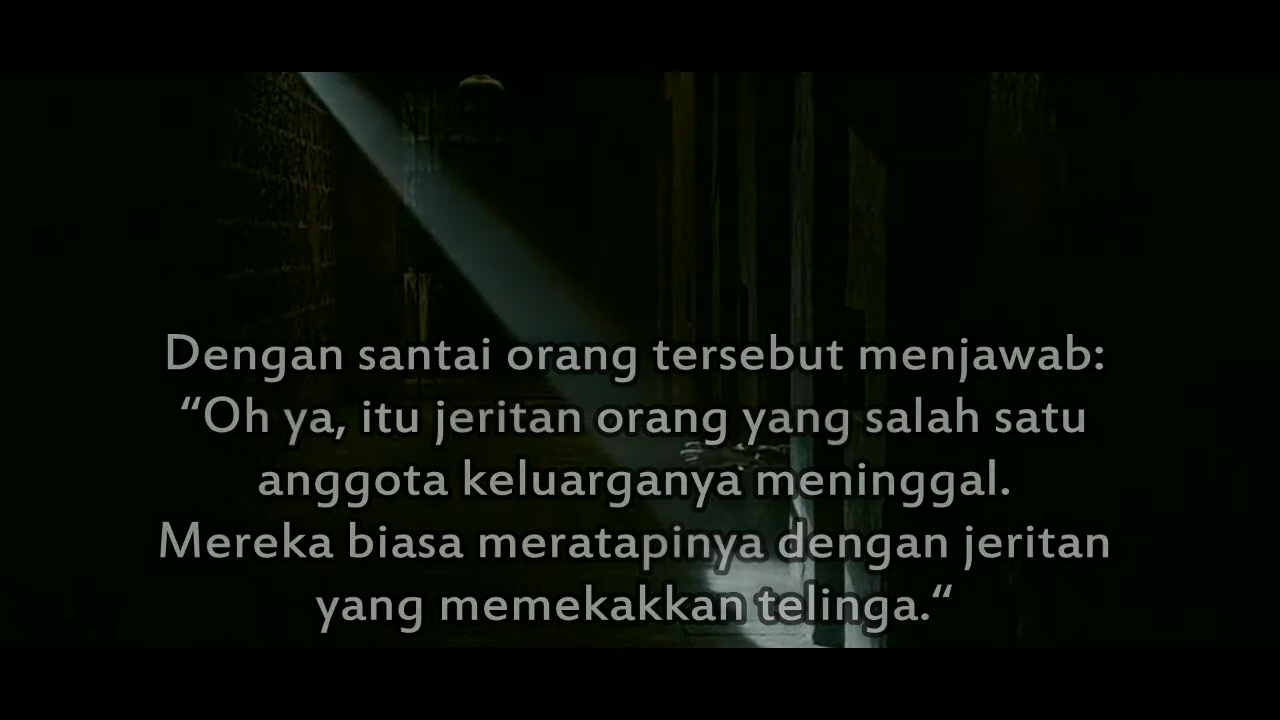 Dengan santai orang tersebut menjawab:
“Oh ya, itu jeritan orang yang salah satu
anggota keluarganya meninggal.
Mereka biasa meratapinya dengan jeritan
yang memekakkan telinga.“